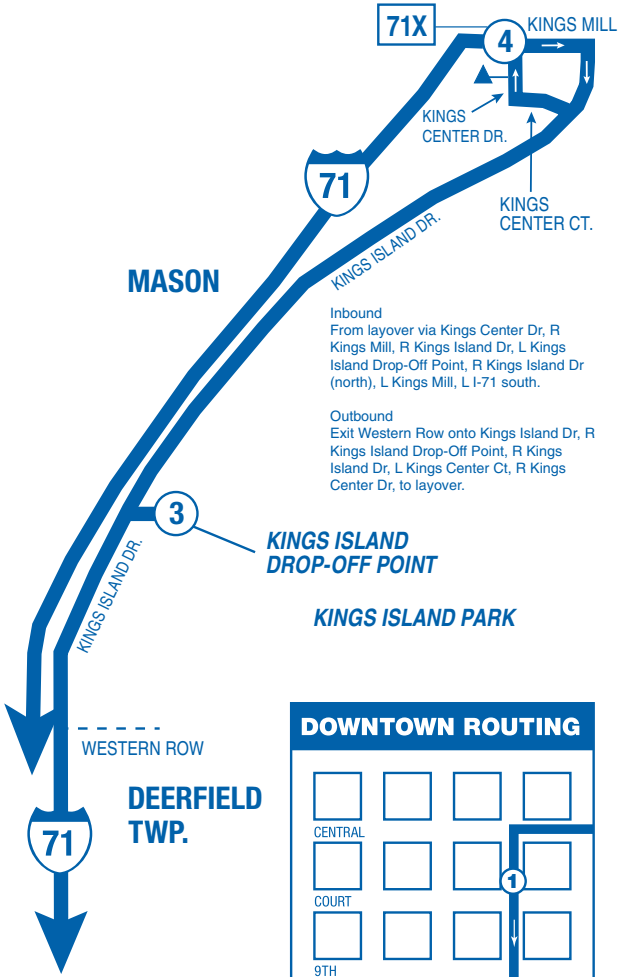 71X
4
KINGS MILL
KINGS
CENTER DR.
71
KINGS
CENTER CT.
KINGS ISLAND DR.
MASON
Inbound
From layover via Kings Center Dr, R
Kings Mill, R Kings Island Dr, L Kings
Island Drop-Off Point, R Kings Island Dr
(north), L Kings Mill, L I-71 south.
Outbound
Exit Western Row onto Kings Island Dr, R
Kings Island Drop-Off Point, R Kings
Island Dr, L Kings Center Ct, R Kings
Center Dr, to layover.
3
KINGS ISLAND
DROP-OFF POINT
KINGS ISLAND DR.
KINGS ISLAND PARK
WESTERN ROW
DEERFIELD
TWP.
71
DOWNTOWN ROUTING
CENTRAL
1
COURT
9TH